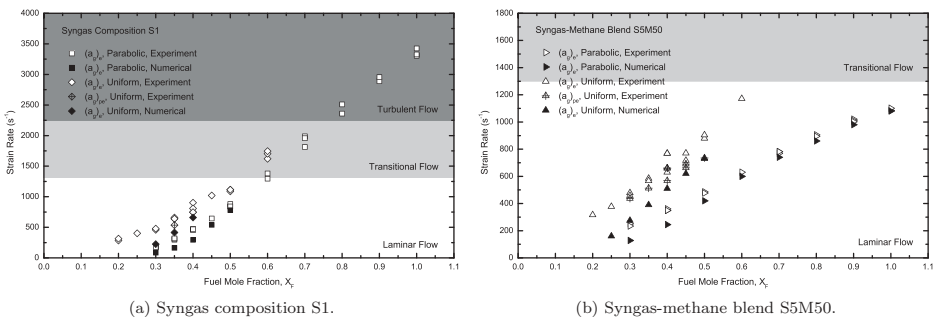 Syngas Composition S1
(a_g)_e, Parabolic, Experiment
(a_g)_e, Parabolic, Numerical
(a_g)_e, Uniform, Experiment
(a_g)_pe, Uniform, Experiment
(a_g)_e, Uniform, Numerical
Turbulent Flow
Transitional Flow
Laminar Flow
Strain Rate (s⁻¹)
4000
3500
3000
2500
2000
1500
1000
500
0
0.0 0.1 0.2 0.3 0.4 0.5 0.6 0.7 0.8 0.9 1.0 1.1
Fuel Mole Fraction, X_F
(a) Syngas composition S1.
Syngas-Methane Blend S5M50
(a_g)_e, Parabolic, Experiment
(a_g)_e, Parabolic, Numerical
(a_g)_e, Uniform, Experiment
(a_g)_pe, Uniform, Experiment
(a_g)_e, Uniform, Numerical
Transitional Flow
Laminar Flow
Strain Rate (s⁻¹)
1800
1600
1400
1200
1000
800
600
400
200
0
0.0 0.1 0.2 0.3 0.4 0.5 0.6 0.7 0.8 0.9 1.0 1.1
Fuel Mole Fraction, X_F
(b) Syngas-methane blend S5M50.